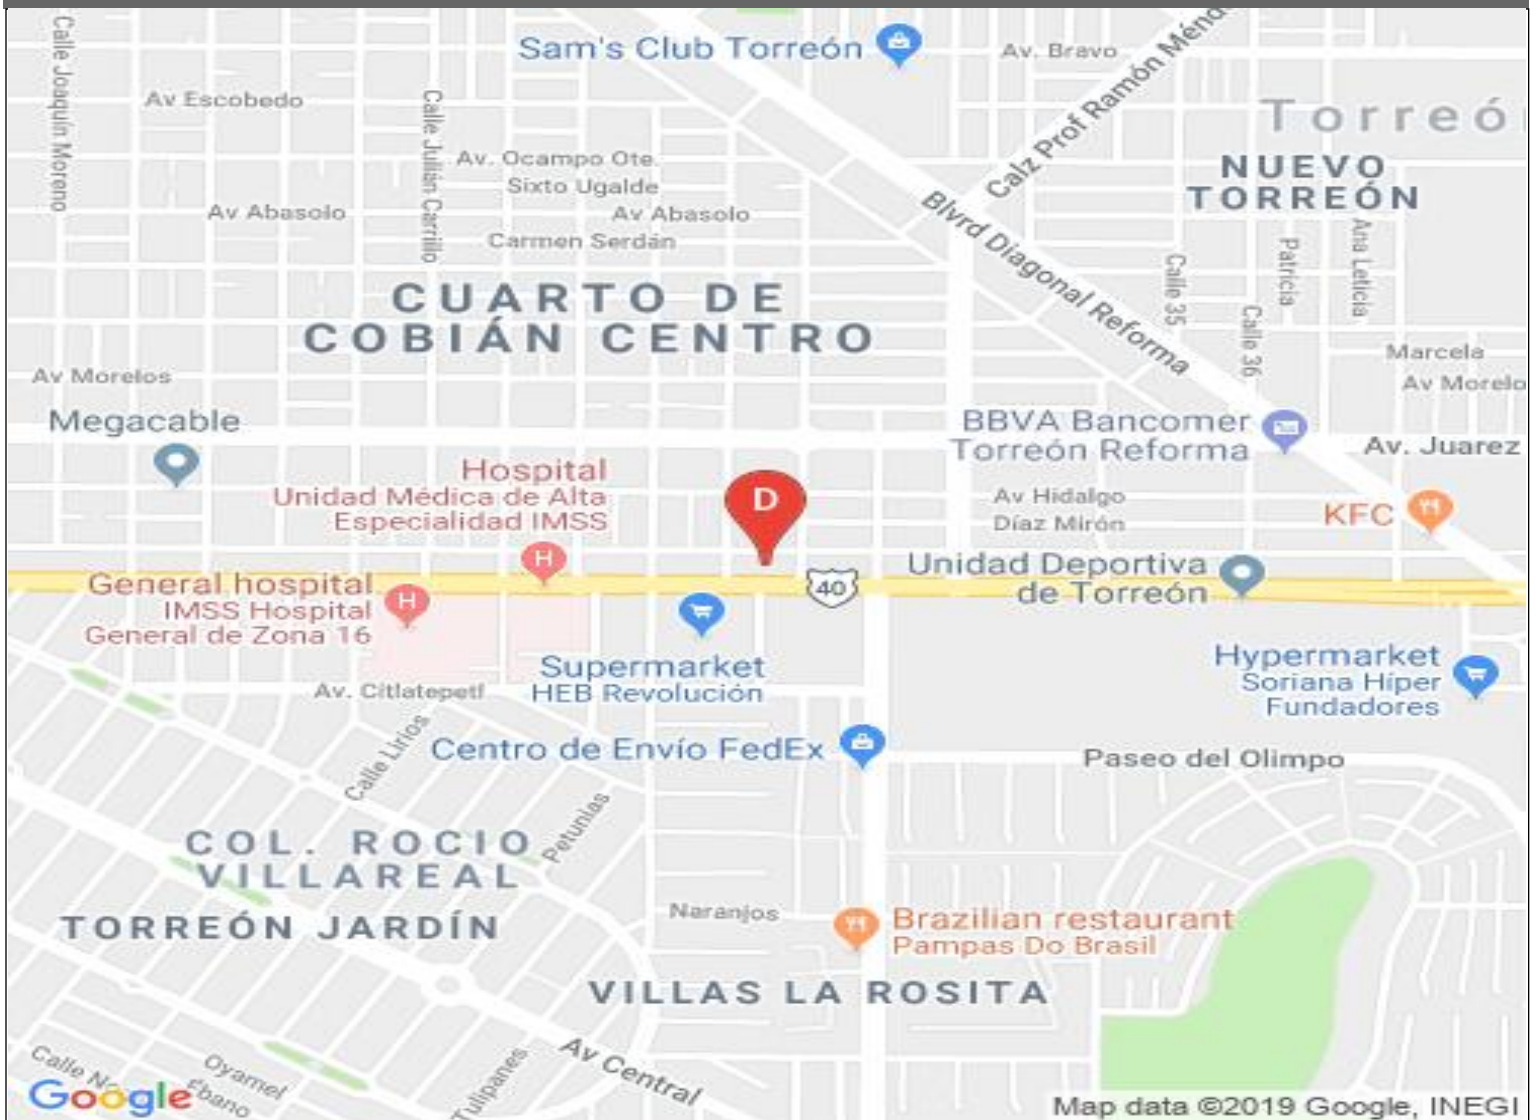 Sam's Club Torreón
Av. Bravo
Calz Prof Ramón Ménd
Calle Joaquín Moreno
Av Escobedo
Calle Julián Carrillo
Torreó
Av. Ocampo Ote.
Sixto Ugalde
NUEVO
TORREÓN
Av Abasolo
Av Abasolo
Carmen Serdán
Blvrd Diagonal Reforma
Calle 35
Patricia
Ana Leticia
Calle 36
CUARTO DE
COBIÁN CENTRO
Marcela
Av Morelos
Av Morelo
Megacable
BBVA Bancomer
Torreón Reforma
Av. Juarez
Hospital
Unidad Médica de Alta
Especialidad IMSS
D
Av Hidalgo
Díaz Mirón
KFC
H
General hospital
IMSS Hospital
General de Zona 16
H
40
Unidad Deportiva
de Torreón
Supermarket
HEB Revolución
Hypermarket
Soriana Híper
Fundadores
Av. Citlatepetl
Calle Lirios
Centro de Envío FedEx
Paseo del Olimpo
Petunias
COL. ROCIO
VILLAREAL
TORREÓN JARDÍN
Naranjos
Brazilian restaurant
Pampas Do Brasil
VILLAS LA ROSITA
Av Central
Calle
Oyamel
Ébano
Tulipanes
Google
Map data ©2019 Google, INEGI